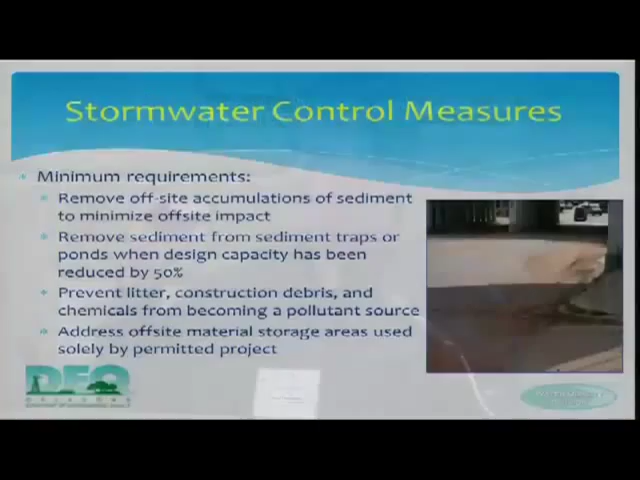 Stormwater Control Measures
Minimum requirements:
Remove off-site accumulations of sediment
to minimize offsite impact
Remove sediment from sediment traps or
ponds when design capacity has been
reduced by 50%
Prevent litter, construction debris, and
chemicals from becoming a pollutant source
Address offsite material storage areas used
solely by permitted project
DEQ
OKLAHOMA